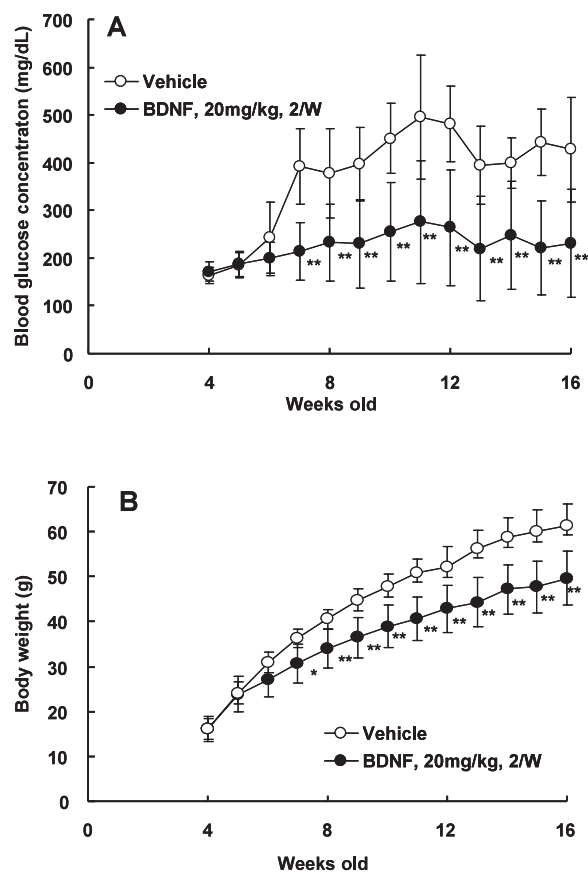 A
700
600
500
400
300
200
100
0
Blood glucose concentraton (mg/dL)
Vehicle
BDNF, 20mg/kg, 2/W
** ** ** ** ** ** ** ** ** **
0 4 8 12 16
Weeks old
B
70
60
50
40
30
20
10
0
Body weight (g)
* ** ** ** ** ** ** ** ** **
Vehicle
BDNF, 20mg/kg, 2/W
0 4 8 12 16
Weeks old